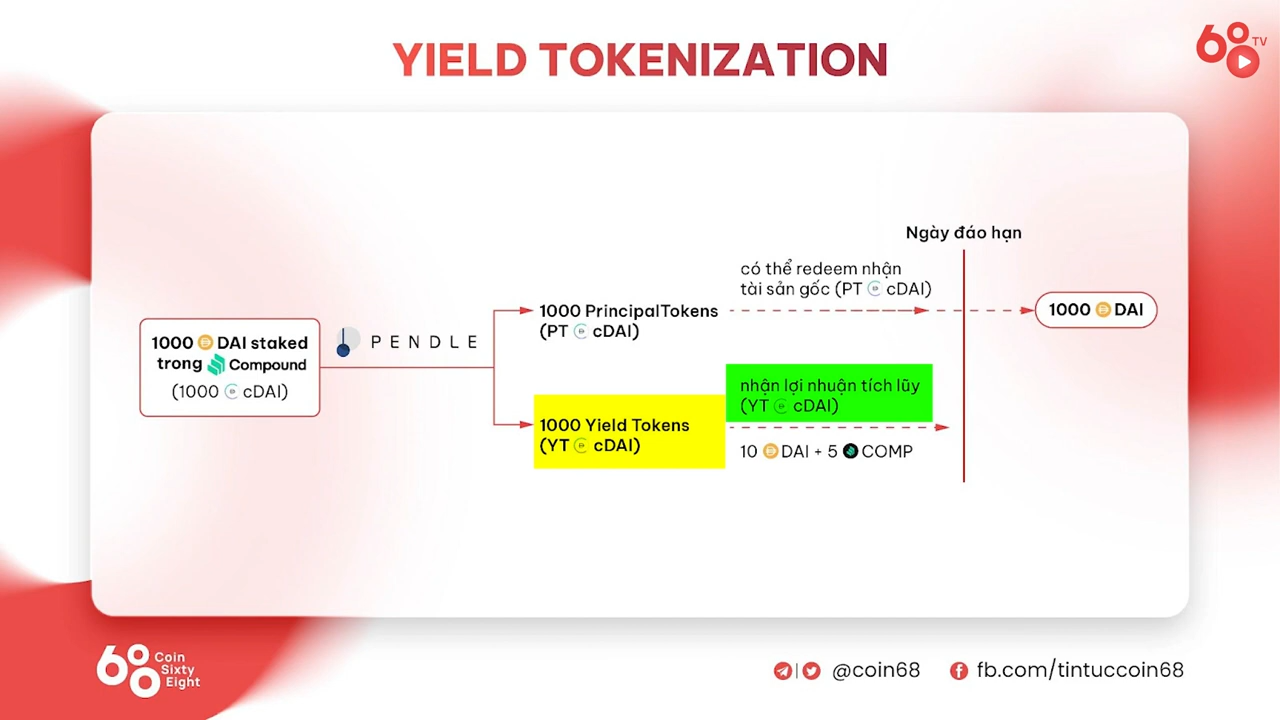 YIELD TOKENIZATION
68 TV
Ngày đáo hạn
có thể redeem nhận
tài sản gốc (PT cDAI)
1000 PrincipalTokens
(PT cDAI)
1000 DAI
1000 DAI staked
trong Compound
(1000 cDAI)
PENDLE
nhận lợi nhuận tích lũy
(YT cDAI)
1000 Yield Tokens
(YT cDAI)
10 DAI + 5 COMP
68 Coin
Sixty
Eight
@coin68
fb.com/tintuccoin68